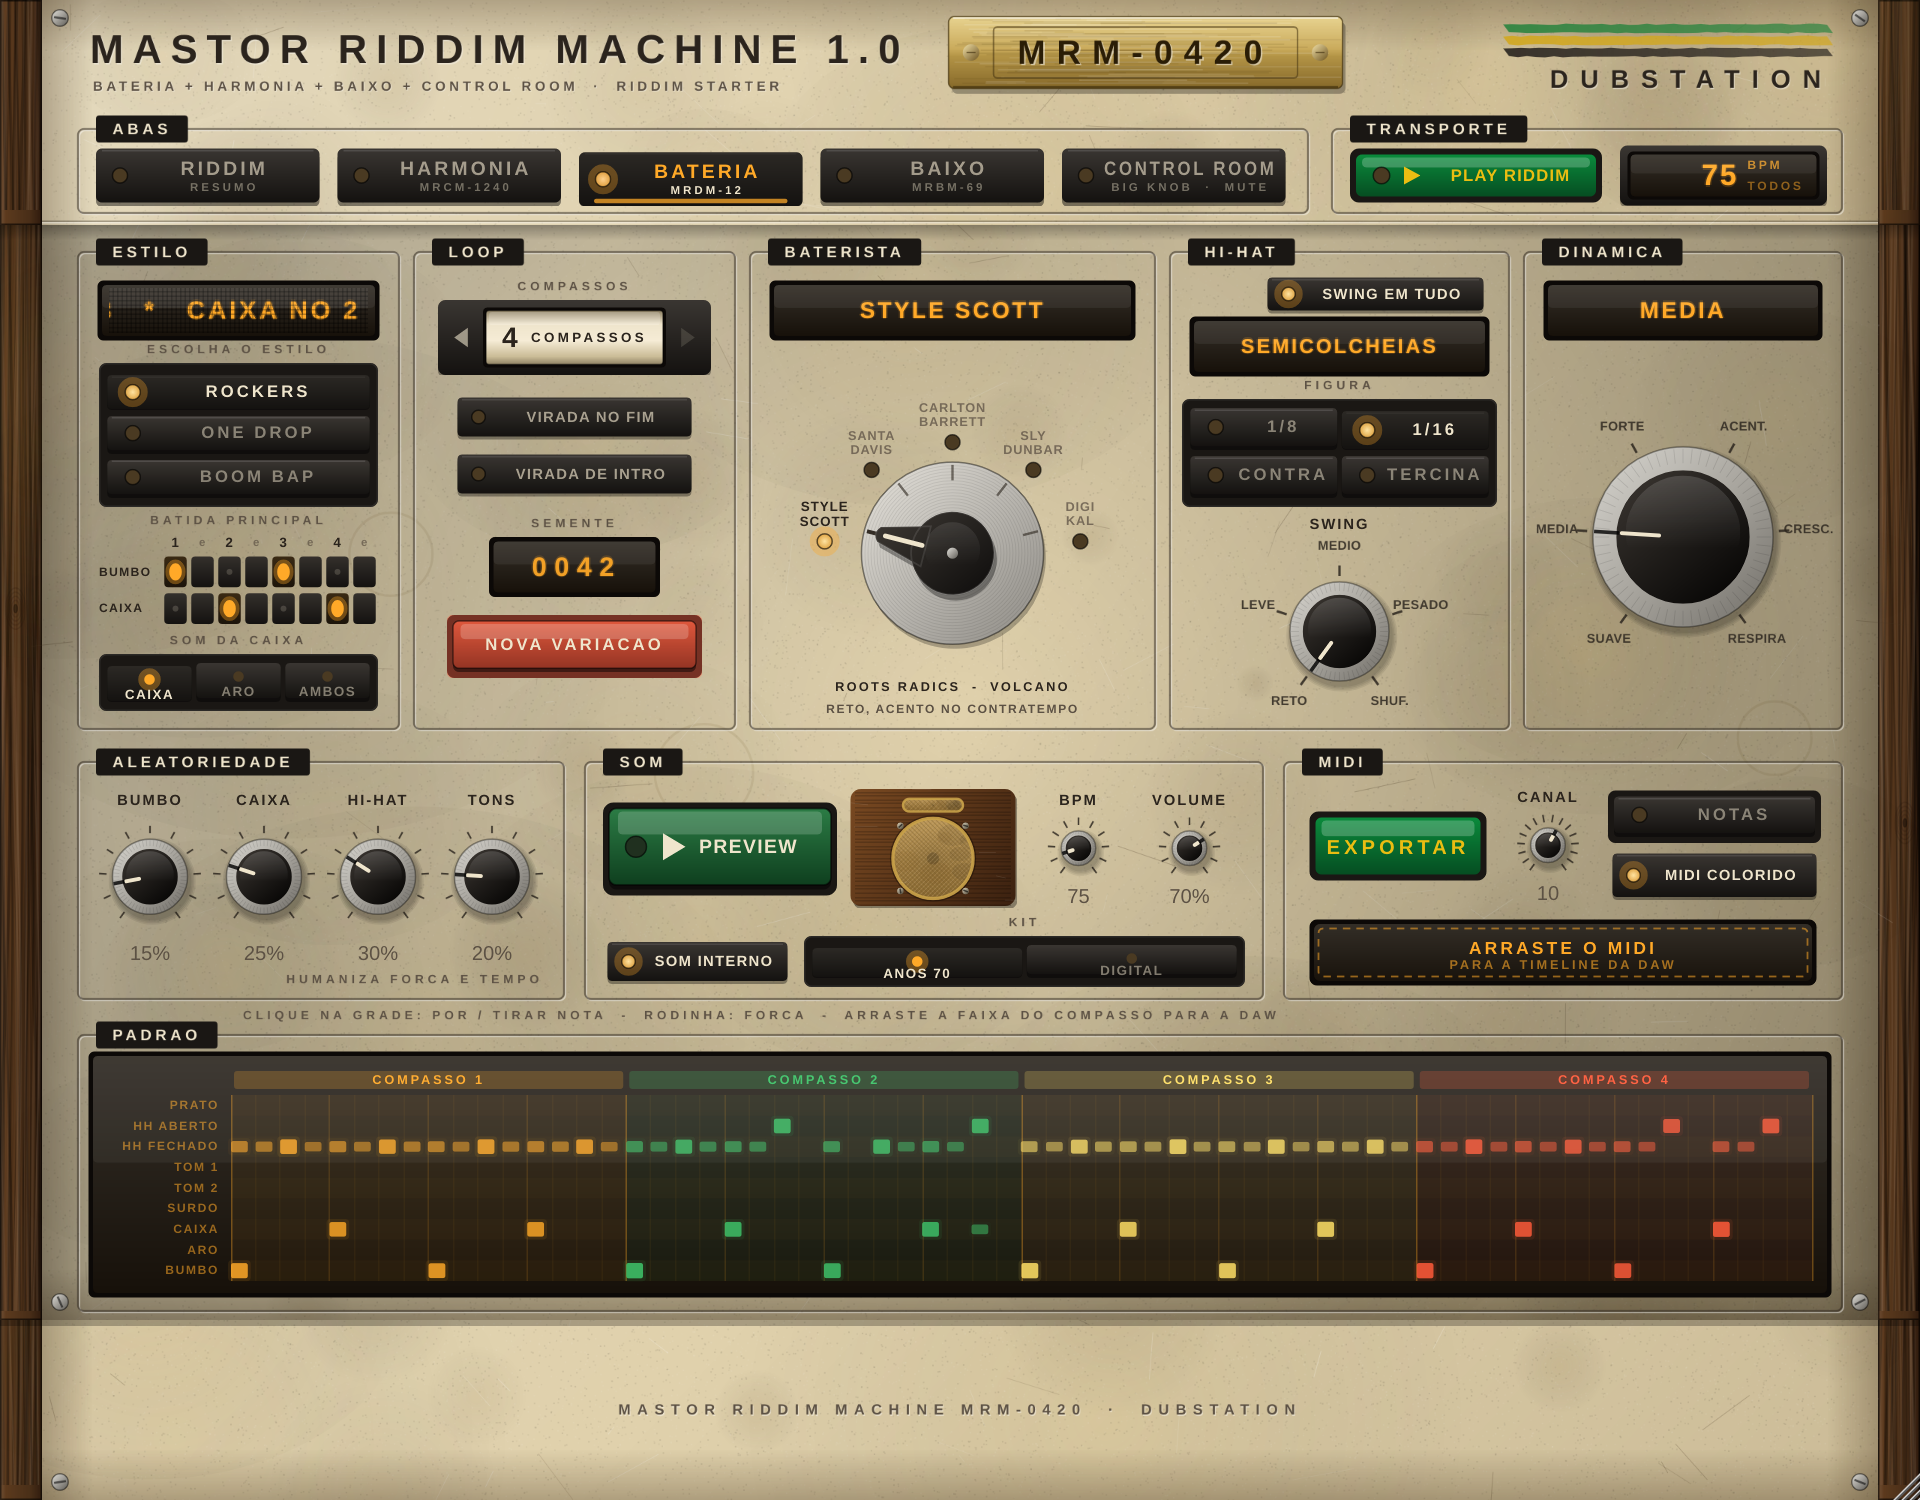 MASTOR RIDDIM MACHINE 1.0
BATERIA + HARMONIA + BAIXO + CONTROL ROOM · RIDDIM STARTER
MRM-0420
DUBSTATION
ABAS
RIDDIM
RESUMO
HARMONIA
MRCM-1240
BATERIA
MRDM-12
BAIXO
MRBM-69
CONTROL ROOM
BIG KNOB · MUTE
TRANSPORTE
PLAY RIDDIM
75 BPM
TODOS
ESTILO
* CAIXA NO 2
ESCOLHA O ESTILO
ROCKERS
ONE DROP
BOOM BAP
BATIDA PRINCIPAL
1 e 2 e 3 e 4 e
BUMBO
CAIXA
SOM DA CAIXA
CAIXA
ARO
AMBOS
LOOP
COMPASSOS
4 COMPASSOS
VIRADA NO FIM
VIRADA DE INTRO
SEMENTE
0042
NOVA VARIACAO
BATERISTA
STYLE SCOTT
CARLTON
BARRETT
SANTA
DAVIS
SLY
DUNBAR
STYLE
SCOTT
DIGI
KAL
ROOTS RADICS - VOLCANO
RETO, ACENTO NO CONTRATEMPO
HI-HAT
SWING EM TUDO
SEMICOLCHEIAS
FIGURA
1/8
1/16
CONTRA
TERCINA
SWING
MEDIO
LEVE
PESADO
RETO
SHUF.
DINAMICA
MEDIA
FORTE
ACENT.
MEDIA
CRESC.
SUAVE
RESPIRA
ALEATORIEDADE
BUMBO
CAIXA
HI-HAT
TONS
15%
25%
30%
20%
HUMANIZA FORCA E TEMPO
SOM
PREVIEW
BPM
VOLUME
75
70%
KIT
SOM INTERNO
ANOS 70
DIGITAL
MIDI
EXPORTAR
CANAL
10
NOTAS
MIDI COLORIDO
ARRASTE O MIDI
PARA A TIMELINE DA DAW
CLIQUE NA GRADE: POR / TIRAR NOTA - RODINHA: FORCA - ARRASTE A FAIXA DO COMPASSO PARA A DAW
PADRAO
COMPASSO 1
COMPASSO 2
COMPASSO 3
COMPASSO 4
PRATO
HH ABERTO
HH FECHADO
TOM 1
TOM 2
SURDO
CAIXA
ARO
BUMBO
MASTOR RIDDIM MACHINE MRM-0420 · DUBSTATION